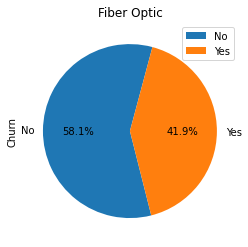 Fiber Optic
No
Yes
Churn
No
58.1%
41.9%
Yes